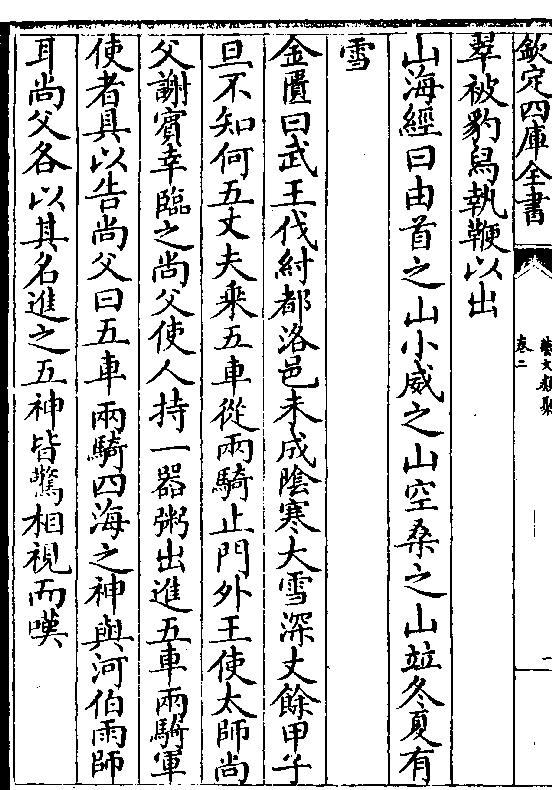 欽定四庫全書
藝文類聚
卷二
翠被豹舄執鞭以出
山海經曰由首之山小威之山空桑之山竝冬夏有
雪
金匱曰武王伐紂都洛邑未成陰寒大雪深丈餘甲子
旦不知何五丈夫乘五車從兩騎止門外王使太師尚
父謝賓幸臨之尚父使人持一器粥出進五車兩騎軍
使者具以告尚父曰五車兩騎四海之神與河伯雨師
耳尚父各以其名進之五神皆驚相視而嘆